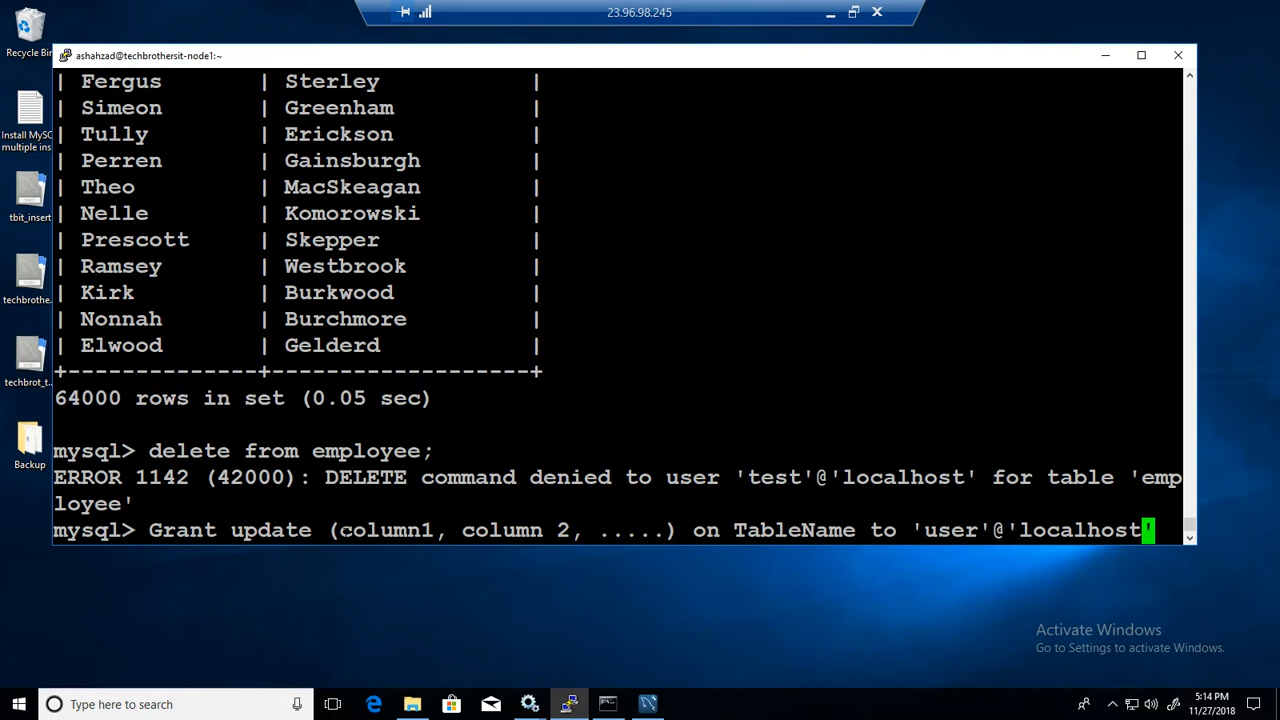 23.96.98.245
Recycle Bin
ashahzad@techbrothersit-node1:~
| Fergus | Sterley |
| Simeon | Greenham |
| Tully | Erickson |
| Perren | Gainsburgh |
| Theo | MacSkeagan |
| Nelle | Komorowski |
| Prescott | Skepper |
| Ramsey | Westbrook |
| Kirk | Burkwood |
| Nonnah | Burchmore |
| Elwood | Gelderd |
+--------------+-------------------+
64000 rows in set (0.05 sec)
mysql> delete from employee;
ERROR 1142 (42000): DELETE command denied to user 'test'@'localhost' for table 'emp
loyee'
mysql> Grant update (column1, column 2, .....) on TableName to 'user'@'localhost'
Install MySC
multiple ins
tbit_insert
techbrothe..
techbrot_t...
Backup
Activate Windows
Go to Settings to activate Windows.
Type here to search
5:14 PM
11/27/2018